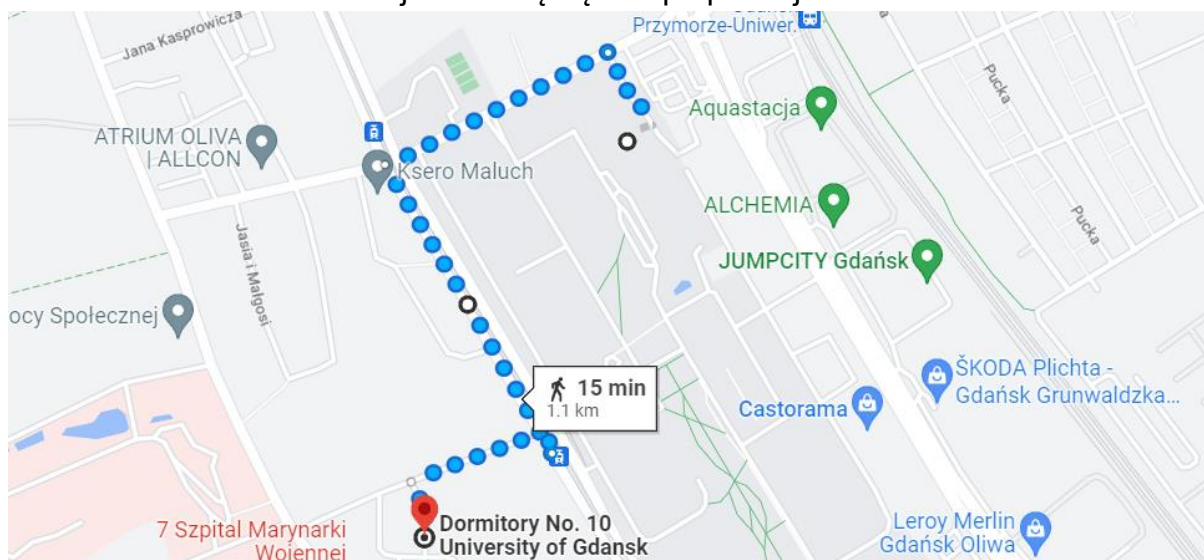 Przymorze-Uniwer.
Jana Kasprowicza
Pucka
Aquastacja
ATRIUM OLIVA
| ALLCON
Ksero Maluch
ALCHEMIA
Pucka
Jasia i Małgosi
JUMPCITY Gdańsk
ocy Społecznej
15 min
1.1 km
ŠKODA Plichta -
Gdańsk Grunwaldzka...
Castorama
7 Szpital Marynarki
Wojennej
Dormitory No. 10
University of Gdansk
Leroy Merlin
Gdańsk Oliwa